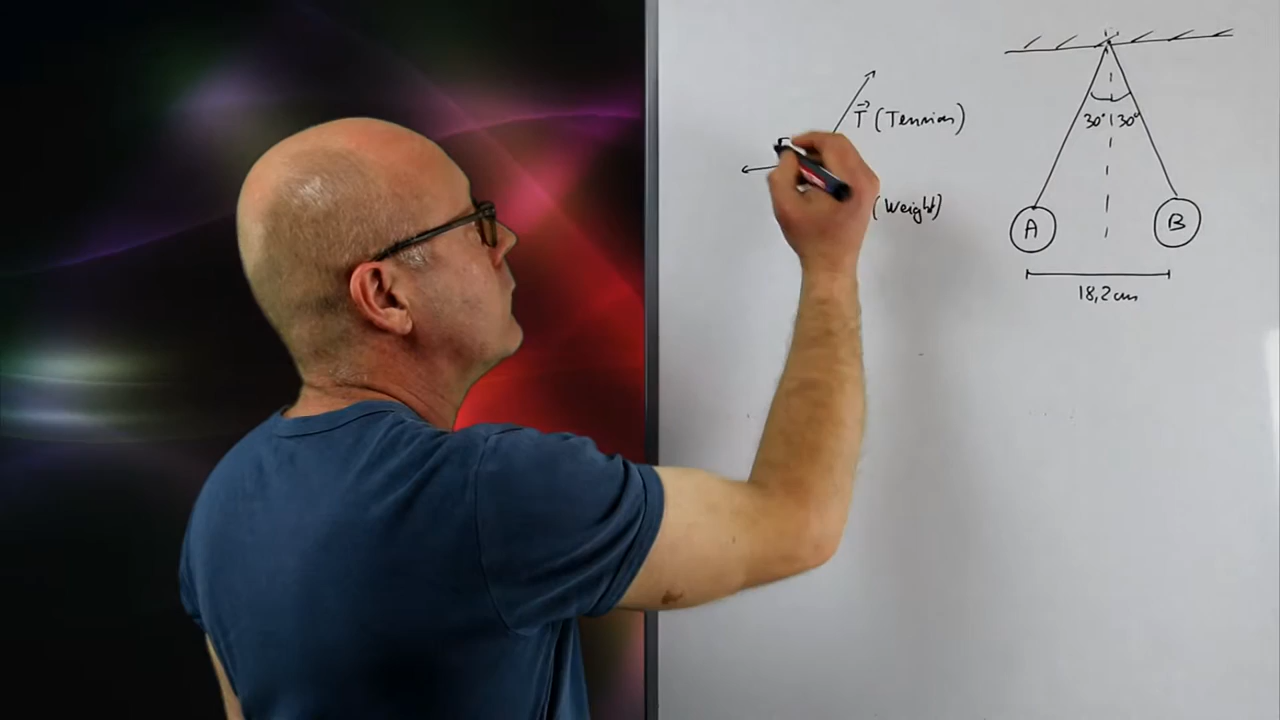 T (Tension)
(Weight)
30° 30°
A
B
18,2 cm